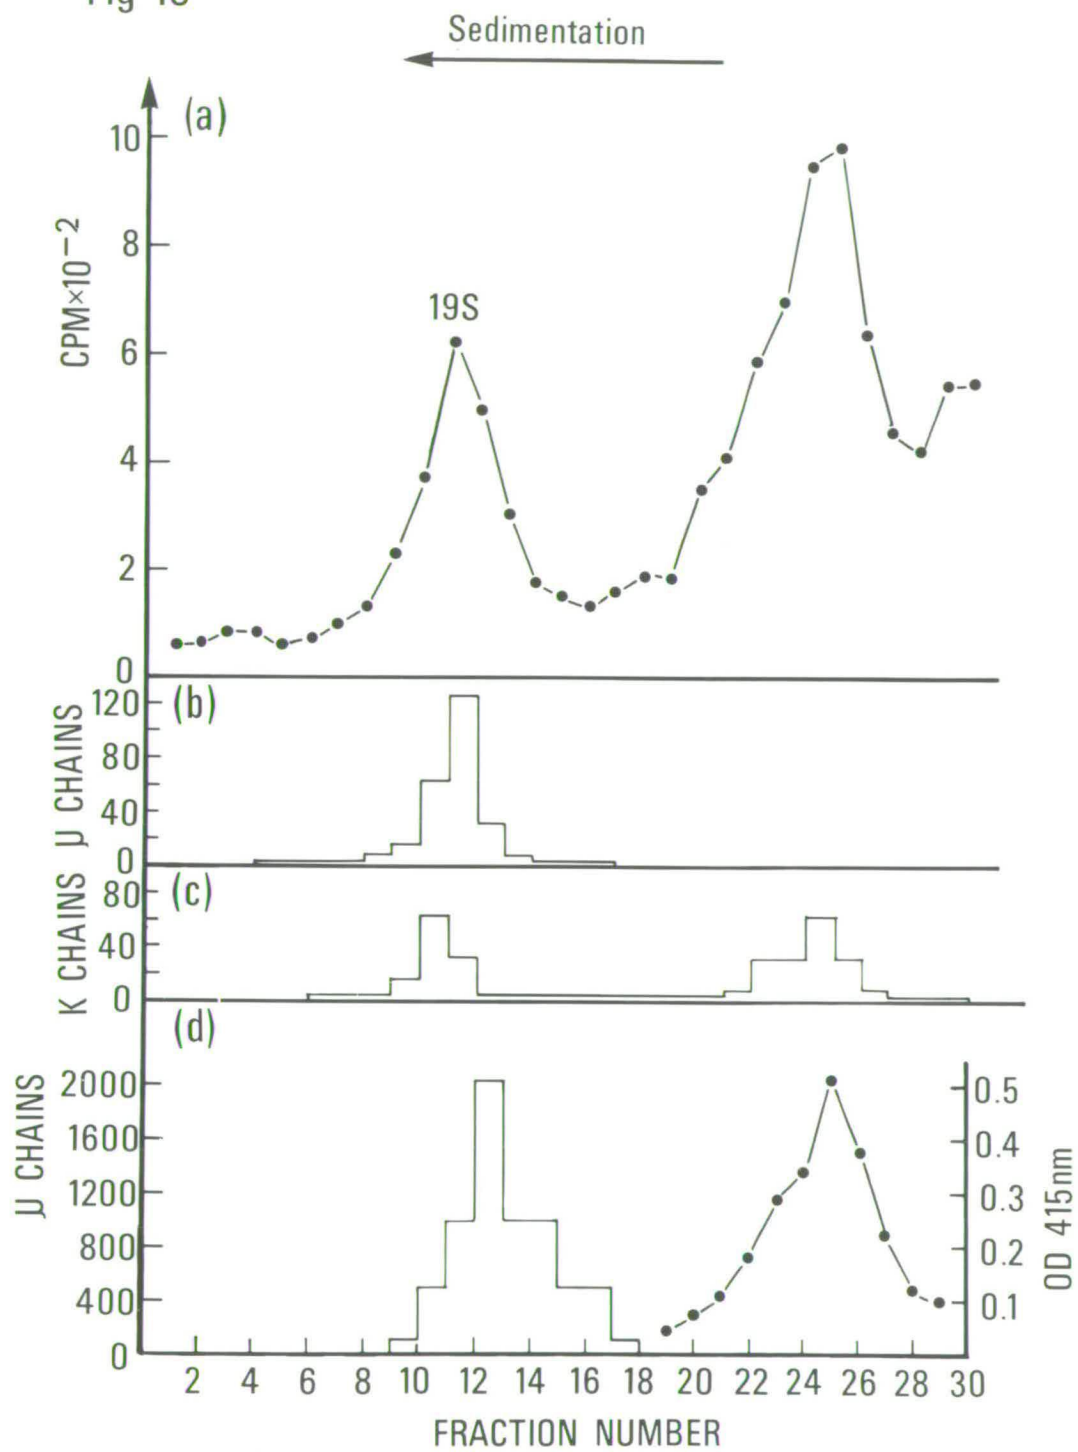 Sedimentation
(a)
10
8
6
4
2
0
CPM×10−2
19S
(b)
120
80
40
0
μ CHAINS
(c)
80
40
0
K CHAINS
(d)
2000
1600
1200
800
400
0
μ CHAINS
0.5
0.4
0.3
0.2
0.1
OD 415nm
2 4 6 8 10 12 14 16 18 20 22 24 26 28 30
FRACTION NUMBER